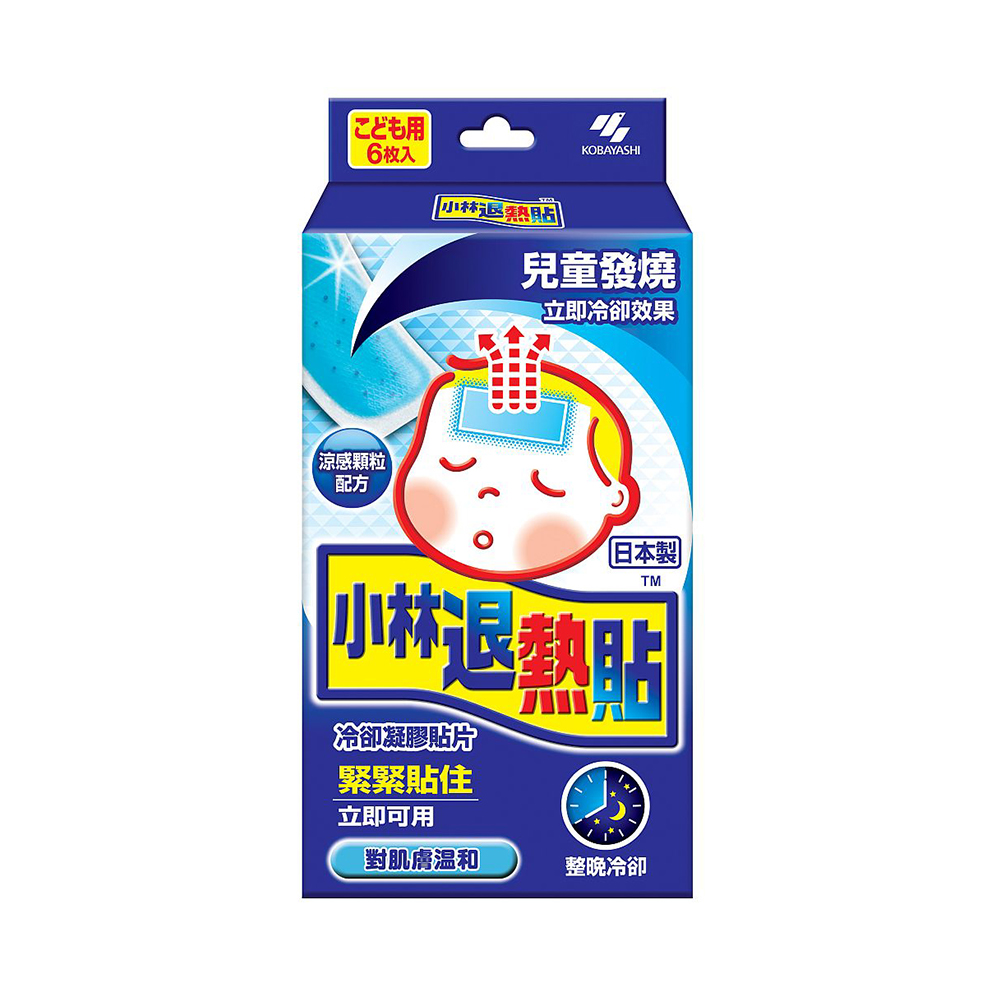 こども用
6枚入
KOBAYASHI
小林退熱貼
TM
兒童發燒
立即冷卻效果
涼感顆粒
配方
日本製
TM
小林退熱貼
冷卻凝膠貼片
緊緊貼住
立即可用
對肌膚温和
整晩冷卻